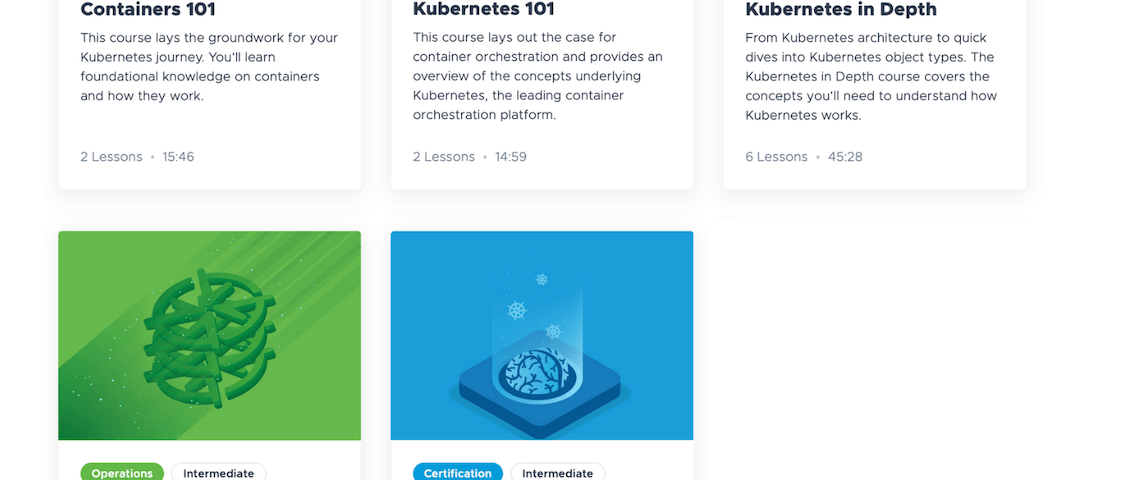 Containers 101
This course lays the groundwork for your
Kubernetes journey. You'll learn
foundational knowledge on containers
and how they work.
2 Lessons • 15:46
Kubernetes 101
This course lays out the case for
container orchestration and provides an
overview of the concepts underlying
Kubernetes, the leading container
orchestration platform.
2 Lessons • 14:59
Kubernetes in Depth
From Kubernetes architecture to quick
dives into Kubernetes object types. The
Kubernetes in Depth course covers the
concepts you'll need to understand how
Kubernetes works.
6 Lessons • 45:28
Operations Intermediate
Certification Intermediate